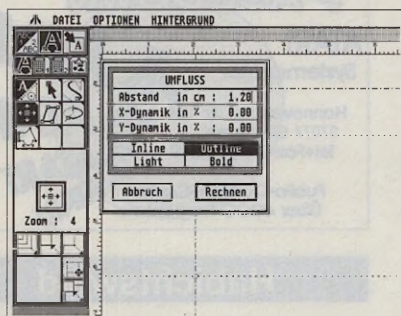 DATEI OPTIONEN HINTERGRUND
UMFLUSS
Abstand in cm : 1.20
X-Dynamik in % : 0.00
Y-Dynamik in % : 0.00
Inline Outline
Light Bold
Abbruch Rechnen
Zoom : 4